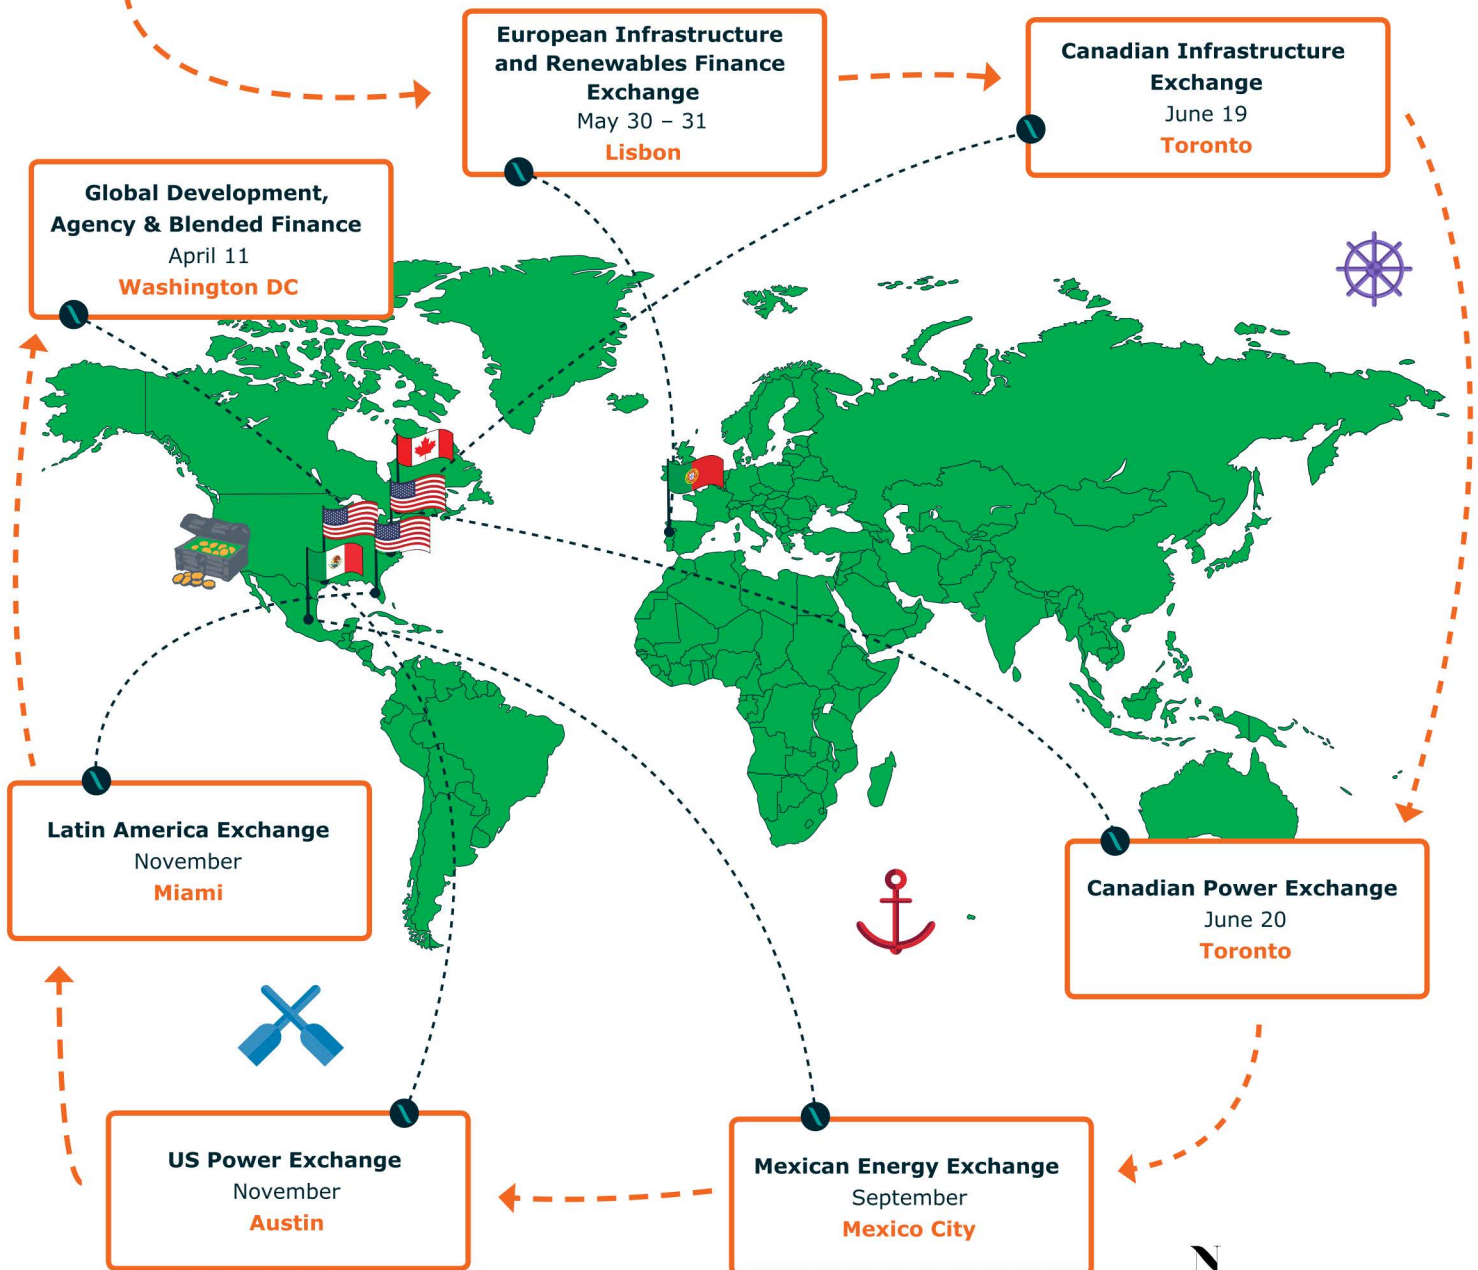 European Infrastructure
and Renewables Finance
Exchange
May 30 – 31
Lisbon
Canadian Infrastructure
Exchange
June 19
Toronto
Global Development,
Agency & Blended Finance
April 11
Washington DC
Latin America Exchange
November
Miami
Canadian Power Exchange
June 20
Toronto
US Power Exchange
November
Austin
Mexican Energy Exchange
September
Mexico City
N